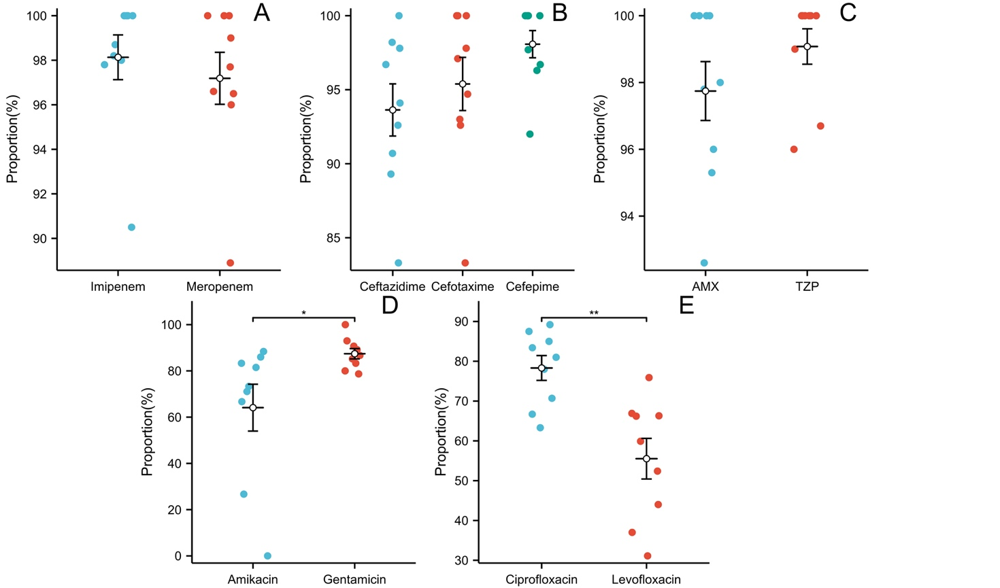 A
Proportion(%)
100
98
96
94
92
90
Imipenem Meropenem
B
Proportion(%)
100
95
90
85
Ceftazidime Cefotaxime Cefepime
C
Proportion(%)
100
98
96
94
AMX TZP
D
*
Proportion(%)
100
80
60
40
20
0
Amikacin Gentamicin
E
**
Proportion(%)
90
80
70
60
50
40
30
Ciprofloxacin Levofloxacin